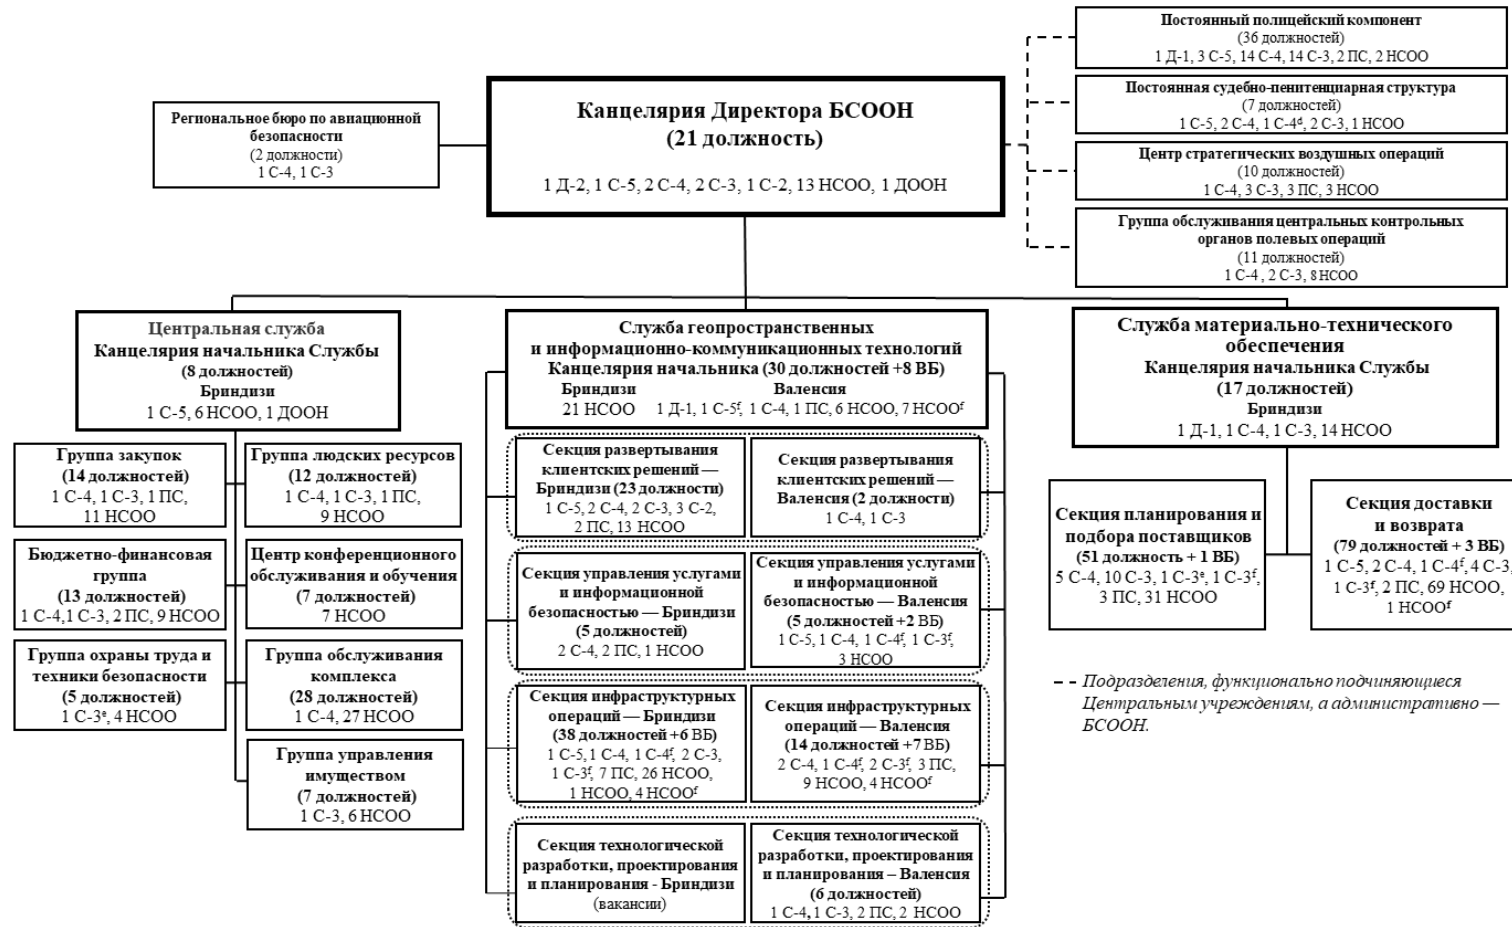 Постоянный полицейский компонент
(36 должностей)
1 Д-1, 3 С-5, 14 С-4, 14 С-3, 2 ПС, 2 НСОО
Постоянная судебно-пенитенциарная структура
(7 должностей)
1 С-5, 2 С-4, 1 С-4ᵈ, 2 С-3, 1 НСОО
Центр стратегических воздушных операций
(10 должностей)
1 С-4, 3 С-3, 3 ПС, 3 НСОО
Группа обслуживания центральных контрольных
органов полевых операций
(11 должностей)
1 С-4 , 2 С-3, 8 НСОО
Канцелярия Директора БСООН
(21 должность)
1 Д-2, 1 С-5, 2 С-4, 2 С-3, 1 С-2, 13 НСОО, 1 ДООН
Региональное бюро по авиационной
безопасности
(2 должности)
1 С-4, 1 С-3
Центральная служба
Канцелярия начальника Службы
(8 должностей)
Бриндизи
1 С-5, 6 НСОО, 1 ДООН
Группа закупок
(14 должностей)
1 С-4, 1 С-3, 1 ПС,
11 НСОО
Группа людских ресурсов
(12 должностей)
1 С-4, 1 С-3, 1 ПС,
9 НСОО
Бюджетно-финансовая
группа
(13 должностей)
1 С-4,1 С-3, 2 ПС, 9 НСОО
Центр конференционного
обслуживания и обучения
(7 должностей)
7 НСОО
Группа охраны труда и
техники безопасности
(5 должностей)
1 С-3ᵉ, 4 НСОО
Группа обслуживания
комплекса
(28 должностей)
1 С-4, 27 НСОО
Группа управления
имуществом
(7 должностей)
1 С-3, 6 НСОО
Служба геопространственных
и информационно-коммуникационных технологий
Канцелярия начальника (30 должностей +8 ВБ)
Бриндизи Валенсия
21 НСОО 1 Д-1, 1 С-5ᶠ, 1 С-4, 1 ПС, 6 НСОО, 7 НСООᶠ
Секция развертывания
клиентских решений —
Бриндизи (23 должности)
1 С-5, 2 С-4, 2 С-3, 3 С-2,
2 ПС, 13 НСОО
Секция развертывания
клиентских решений —
Валенсия (2 должности)
1 С-4, 1 С-3
Секция управления услугами
и информационной
безопасностью — Бриндизи
(5 должностей)
2 С-4, 2 ПС, 1 НСОО
Секция управления услугами
и информационной
безопасностью — Валенсия
(5 должностей +2 ВБ)
1 С-5, 1 С-4, 1 С-4ᶠ, 1 С-3ᶠ,
3 НСОО
Секция инфраструктурных
операций — Бриндизи
(38 должностей +6 ВБ)
1 С-5,1 С-4, 1 С-4ᶠ, 2 С-3,
1 С-3ᶠ, 7 ПС, 26 НСОО,
1 НСОО, 4 НСООᶠ
Секция инфраструктурных
операций — Валенсия
(14 должностей +7 ВБ)
2 С-4, 1 С-4ᶠ, 2 С-3ᶠ, 3 ПС,
9 НСОО, 4 НСООᶠ
Секция технологической
разработки, проектирования
и планирования - Бриндизи
(вакансии)
Секция технологической
разработки, проектирования
и планирования – Валенсия
(6 должностей)
1 С-4, 1 С-3, 2 ПС, 2 НСОО
Служба материально-технического
обеспечения
Канцелярия начальника Службы
(17 должностей)
Бриндизи
1 Д-1, 1 С-4, 1 С-3, 14 НСОО
Секция планирования и
подбора поставщиков
(51 должность + 1 ВБ)
5 С-4, 10 С-3, 1 С-3ᵉ, 1 С-3ᶠ,
3 ПС, 31 НСОО
Секция доставки
и возврата
(79 должностей + 3 ВБ)
1 С-5, 2 С-4, 1 С-4ᶠ, 4 С-3,
1 С-3ᶠ, 2 ПС, 69 НСОО,
1 НСООᶠ
-- Подразделения, функционально подчиняющиеся
Центральным учреждениям, а административно —
БСООН.